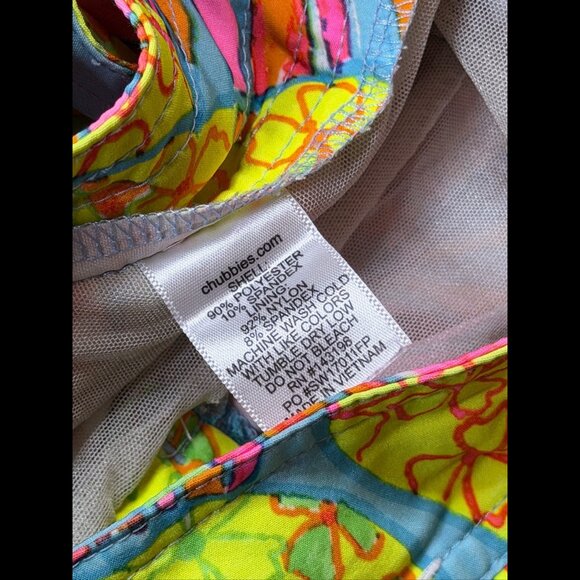 chubbies.com
SHELL:
90% POLYESTER
10% SPANDEX
LINING
92% NYLON
8% SPANDEX
MACHINE WASH COLD
WITH LIKE COLORS
TUMBLE DRY LOW
DO NOT BLEACH
RN#143798
PO #SW17011FP
MADE IN VIETNAM